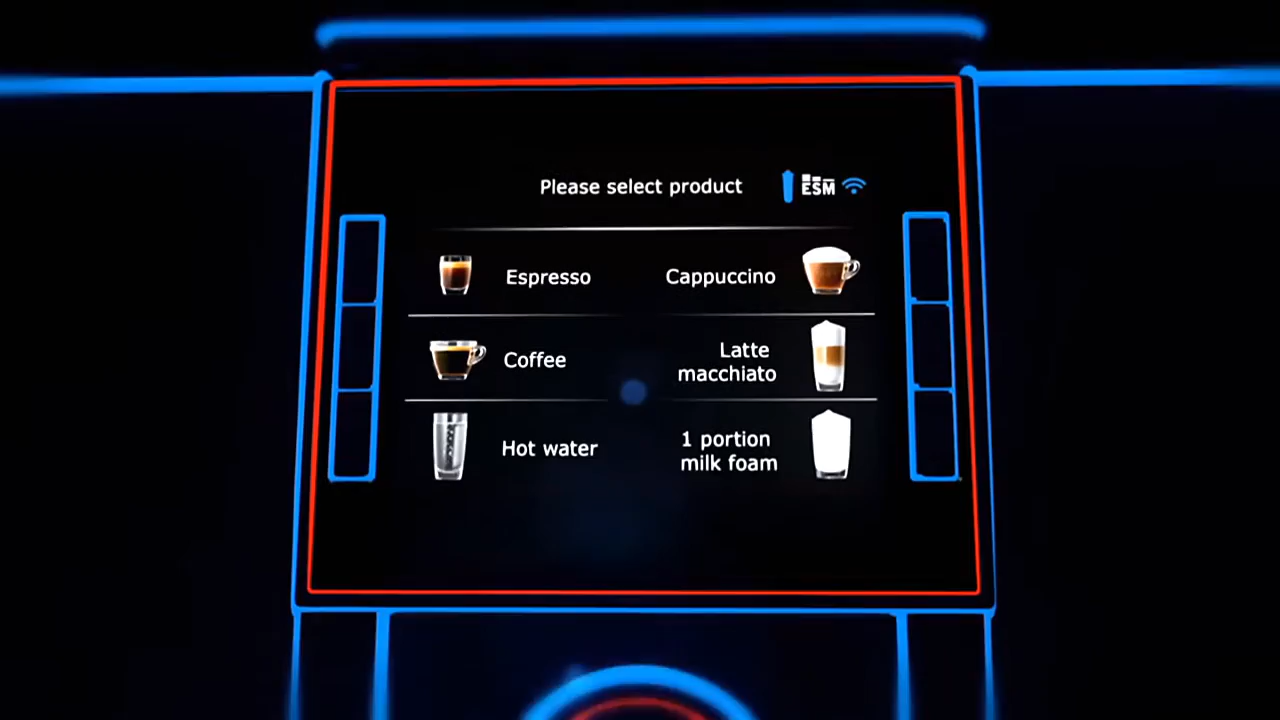 Please select product
ESM
Espresso
Cappuccino
Coffee
Latte
macchiato
Hot water
1 portion
milk foam